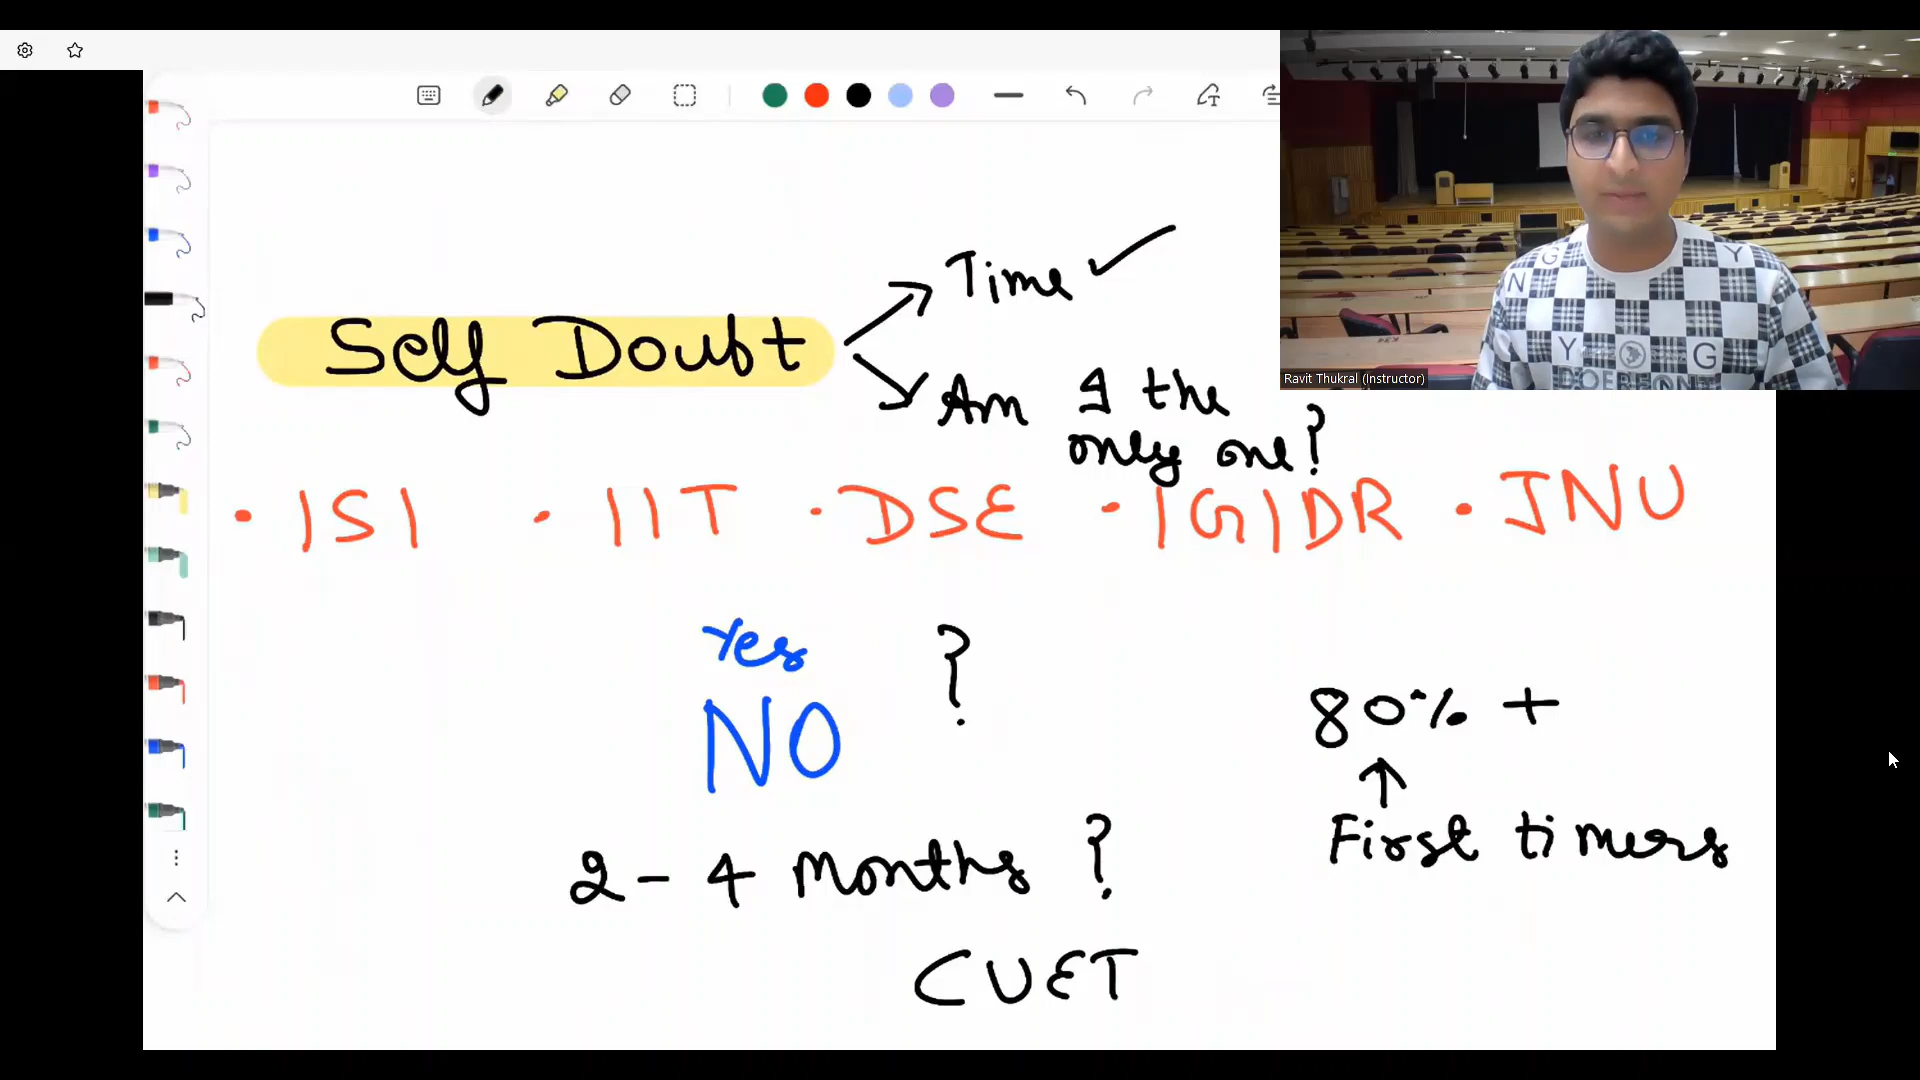 Time ✓
Self Doubt
Am I the
only one?
Ravit Thukral (Instructor)
• ISI • IIT • DSE • IGIDR • JNU
Yes ?
NO
80% +
First timers
2 - 4 months ?
CUET
G Y
N
Y G